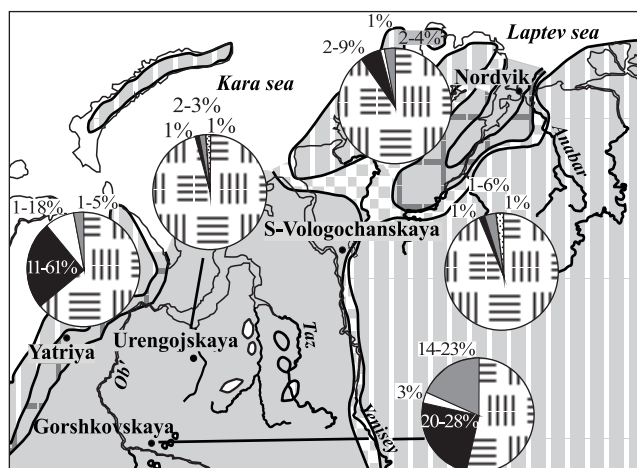 Laptev sea
1%
2-4%
2-9%
Nordvik
Kara sea
2-3%
1%
1%
Anabar
1-6%
1%
1%
1-18%
1-5%
S-Vologochanskaya
11-61%
Urengojskaya
Taz
Yatriya
Ob'
14-23%
3%
20-28%
Gorshkovskaya
Yenisey